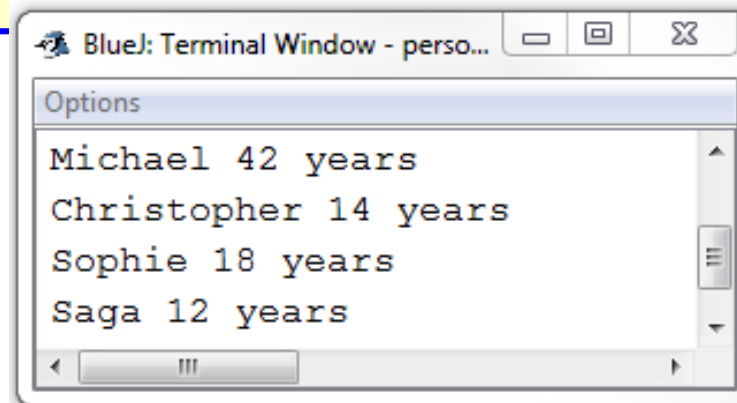 BlueJ: Terminal Window - perso...
Options
Michael 42 years
Christopher 14 years
Sophie 18 years
Saga 12 years